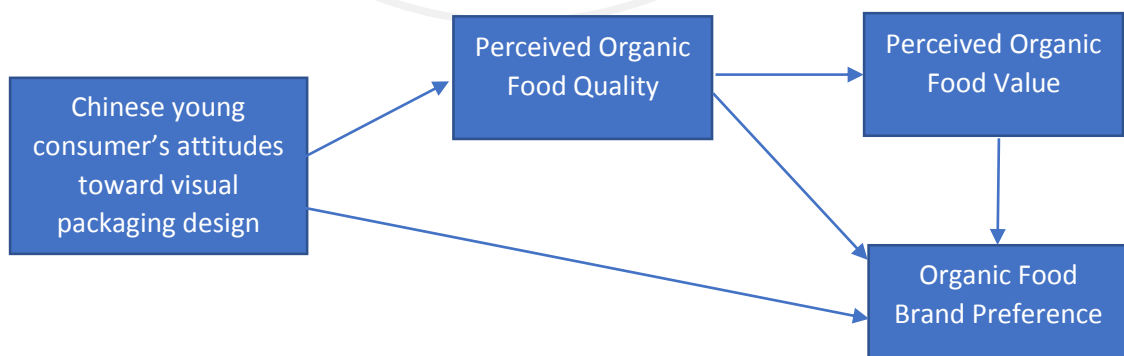 Chinese young
consumer’s attitudes
toward visual
packaging design
Perceived Organic
Food Quality
Perceived Organic
Food Value
Organic Food
Brand Preference